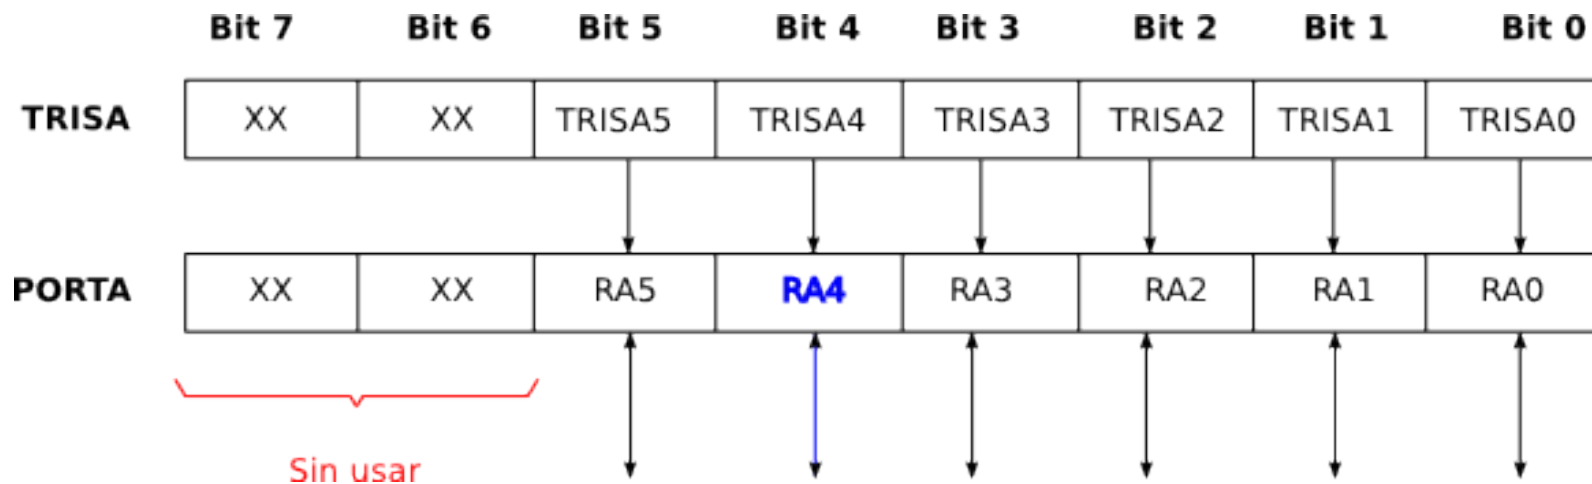 Bit 7 Bit 6 Bit 5 Bit 4 Bit 3 Bit 2 Bit 1 Bit 0
TRISA XX XX TRISA5 TRISA4 TRISA3 TRISA2 TRISA1 TRISA0
PORTA XX XX RA5 RA4 RA3 RA2 RA1 RA0
Sin usar